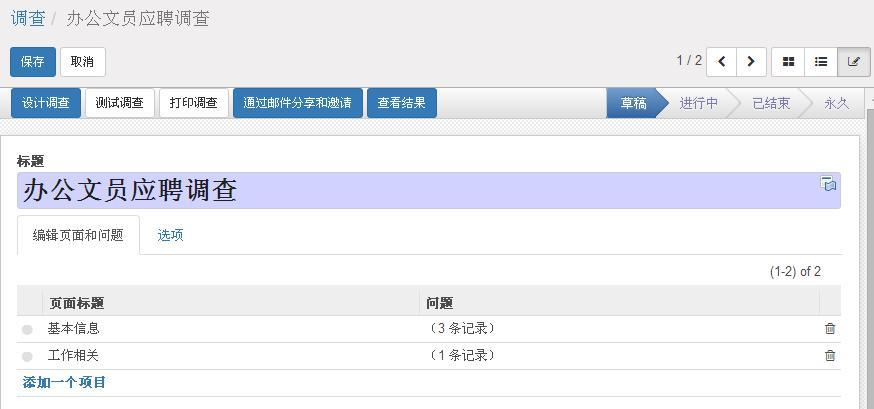 调查 / 办公文员应聘调查
保存 取消 1 / 2
设计调查 测试调查 打印调查 通过邮件分享和邀请 查看结果 草稿 进行中 已结束 永久
标题
办公文员应聘调查
编辑页面和问题 选项
(1-2) of 2
页面标题 问题
基本信息 （3 条记录）
工作相关 （1 条记录）
添加一个项目